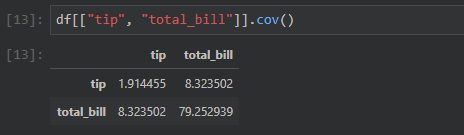 [13]: df[["tip", "total_bill"]].cov()
[13]:
tip total_bill
tip 1.914455 8.323502
total_bill 8.323502 79.252939